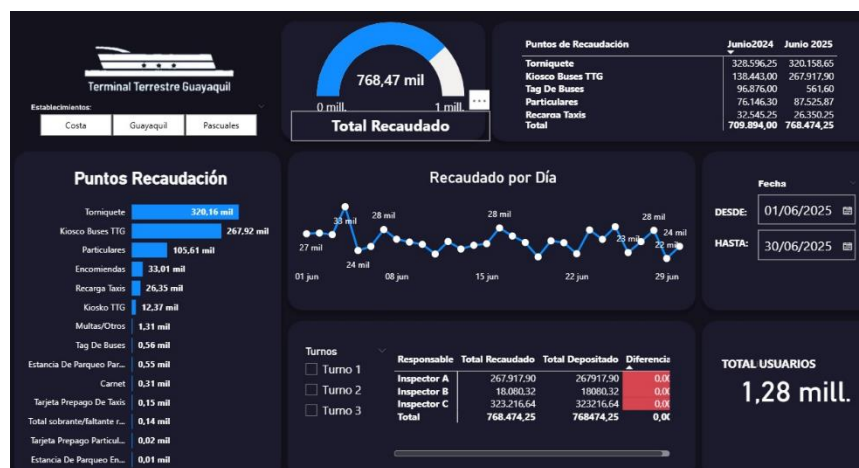 Terminal Terrestre Guayaquil
Establecimientos:
Costa Guayaquil Pascuales
768,47 mil
0 mill. 1 mill.
Total Recaudado
Puntos de Recaudación Junio2024 Junio 2025
Torniquete 328.596,25 320.158,65
Kiosco Buses TTG 138.443,00 267.917,90
Tag De Buses 96.876,00 561,60
Particulares 76.146,30 87.525,87
Recarga Taxis 32.545,25 26.350,25
Total 709.894,00 768.474,25
Puntos Recaudación
Torniquete 320,16 mil
Kiosco Buses TTG 267,92 mil
Particulares 105,61 mil
Encomiendas 33,01 mil
Recarga Taxis 26,35 mil
Kiosko TTG 12,37 mil
Multas/Otros 1,31 mil
Tag De Buses 0,56 mil
Estancia De Parqueo Par... 0,55 mil
Carnet 0,31 mil
Tarjeta Prepago De Taxis 0,15 mil
Total sobrante/faltante r... 0,14 mil
Tarjeta Prepago Particul... 0,02 mil
Estancia De Parqueo En... 0,01 mil
Recaudado por Día
27 mil 33 mil 24 mil 28 mil 28 mil 23 mil 28 mil 22 mil 24 mil
01 jun 08 jun 15 jun 22 jun 29 jun
Fecha
DESDE: 01/06/2025
HASTA: 30/06/2025
Turnos
Turno 1
Turno 2
Turno 3
Responsable Total Recaudado Total Depositado Diferencia
Inspector A 267.917,90 267917,90 0,00
Inspector B 18.080,32 18080,32 0,00
Inspector C 323.216,64 323216,64 0,00
Total 768.474,25 768474,25 0,00
TOTAL USUARIOS
1,28 mill.